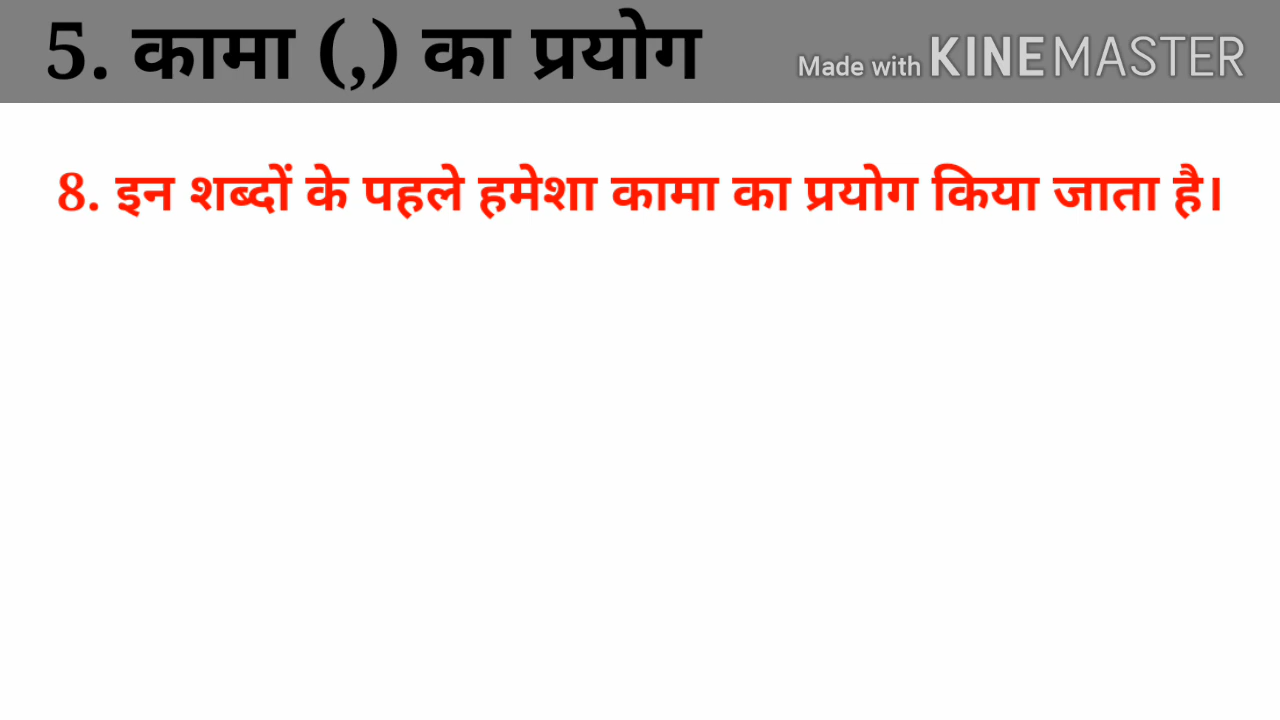 5. कामा (,) का प्रयोग
Made with KINEMASTER
8. इन शब्दों के पहले हमेशा कामा का प्रयोग किया जाता है।